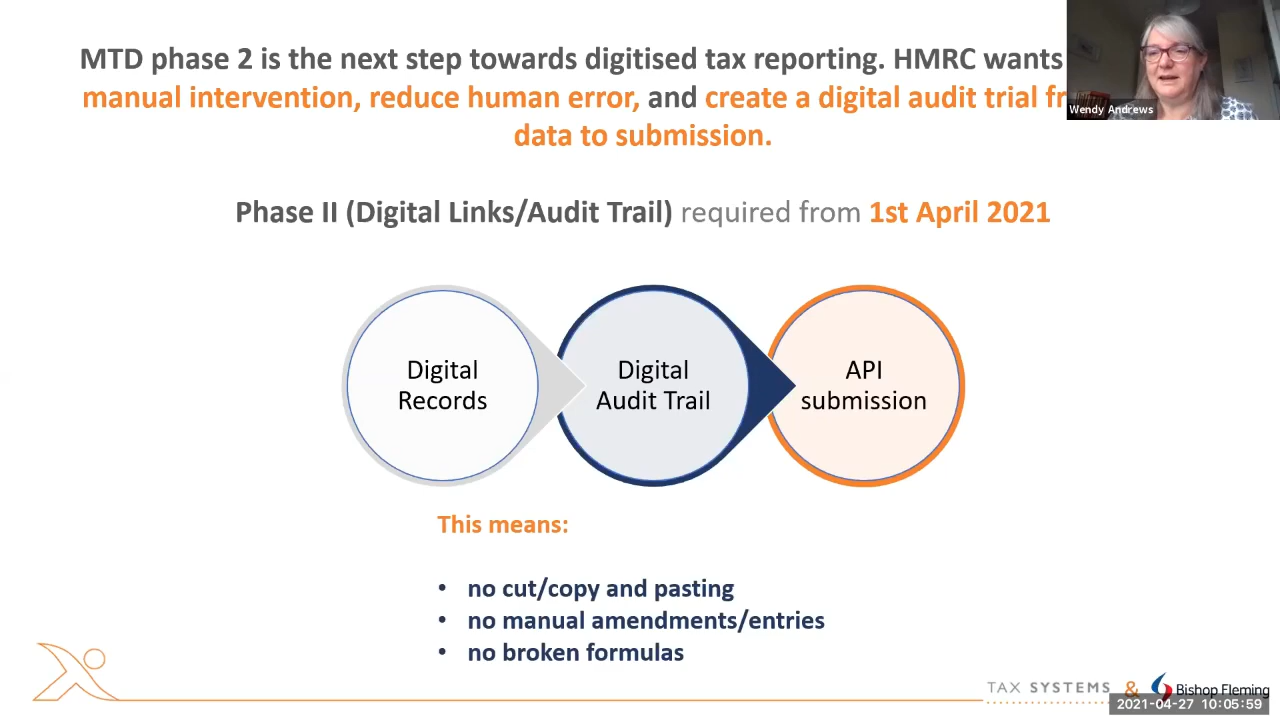 MTD phase 2 is the next step towards digitised tax reporting. HMRC wants
manual intervention, reduce human error, and create a digital audit trial
data to submission.
Wendy Andrews
Phase II (Digital Links/Audit Trail) required from 1st April 2021
Digital
Records
Digital
Audit Trail
API
submission
This means:
• no cut/copy and pasting
• no manual amendments/entries
• no broken formulas
TAX SYSTEMS & Bishop Fleming
2021-04-27 10:05:59